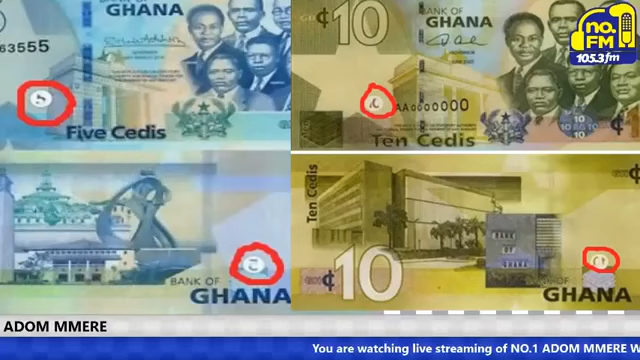 GHANA
63555
Five Cedis
¢10
BANK OF
GHANA
AA0000000
Ten Cedis
no.1
FM
105.3fm
BANK OF
GHANA
Ten Cedis
¢10
GHANA
¢
ADOM MMERE
You are watching live streaming of NO.1 ADOM MMERE W